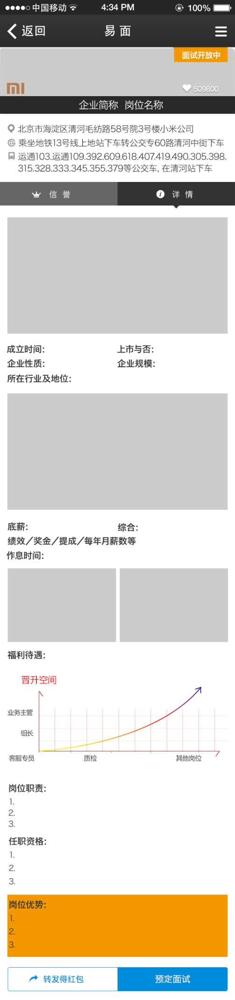 中国移动 4:34 PM 100%
返回 易面
面试开放中
MI 509800
企业简称 岗位名称
北京市海淀区清河毛纺路58号院3号楼小米公司
乘坐地铁13号线上地站下车转公交专60路清河中街下车
运通103.运通109.392.609.618.407.419.490.305.398.
315.328.333.345.355.379等公交车, 在清河站下车
信誉 详情
成立时间: 上市与否:
企业性质: 企业规模:
所在行业及地位:
底薪: 综合:
绩效／奖金／提成／每年月薪数等
作息时间:
福利待遇:
晋升空间
业务主管
组长
客服专员 质检 其他岗位
岗位职责:
1.
2.
3.
任职资格:
1.
2.
3.
岗位优势:
1.
2.
3.
转发得红包 预定面试